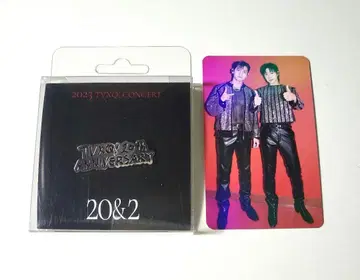 2023 TVXQ! CONCERT
TVXQ! 20th
ANNIVERSARY
20&2